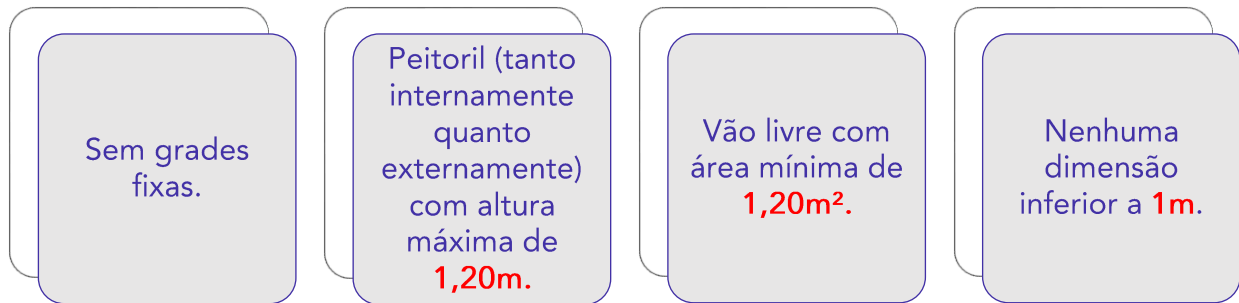 Sem grades
fixas.
Peitoril (tanto
internamente
quanto
externamente)
com altura
máxima de
1,20m.
Vão livre com
área mínima de
1,20m².
Nenhuma
dimensão
inferior a 1m.